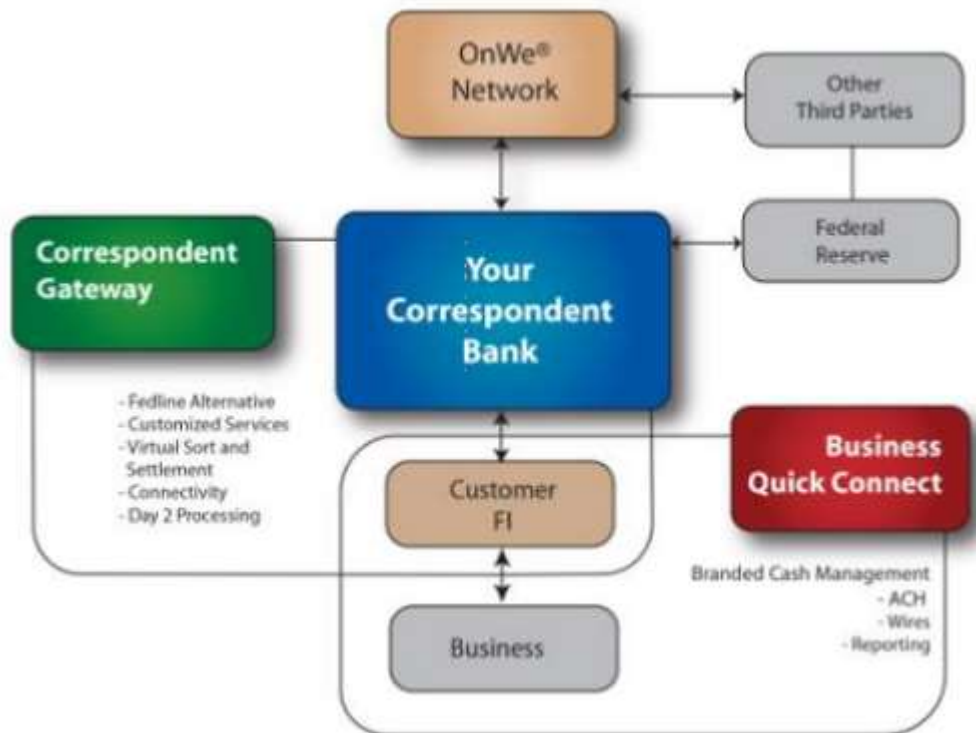 OnWe®
Network
Other
Third Parties
Correspondent
Gateway
Your
Correspondent
Bank
Federal
Reserve
- Fedline Alternative
- Customized Services
- Virtual Sort and
Settlement
- Connectivity
- Day 2 Processing
Customer
FI
Business
Quick Connect
Business
Branded Cash Management
- ACH
- Wires
- Reporting